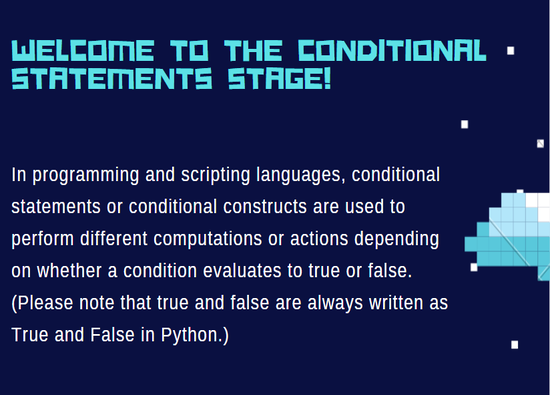 WELCOME TO THE CONDITIONAL
STATEMENTS STAGE!
In programming and scripting languages, conditional
statements or conditional constructs are used to
perform different computations or actions depending
on whether a condition evaluates to true or false.
(Please note that true and false are always written as
True and False in Python.)